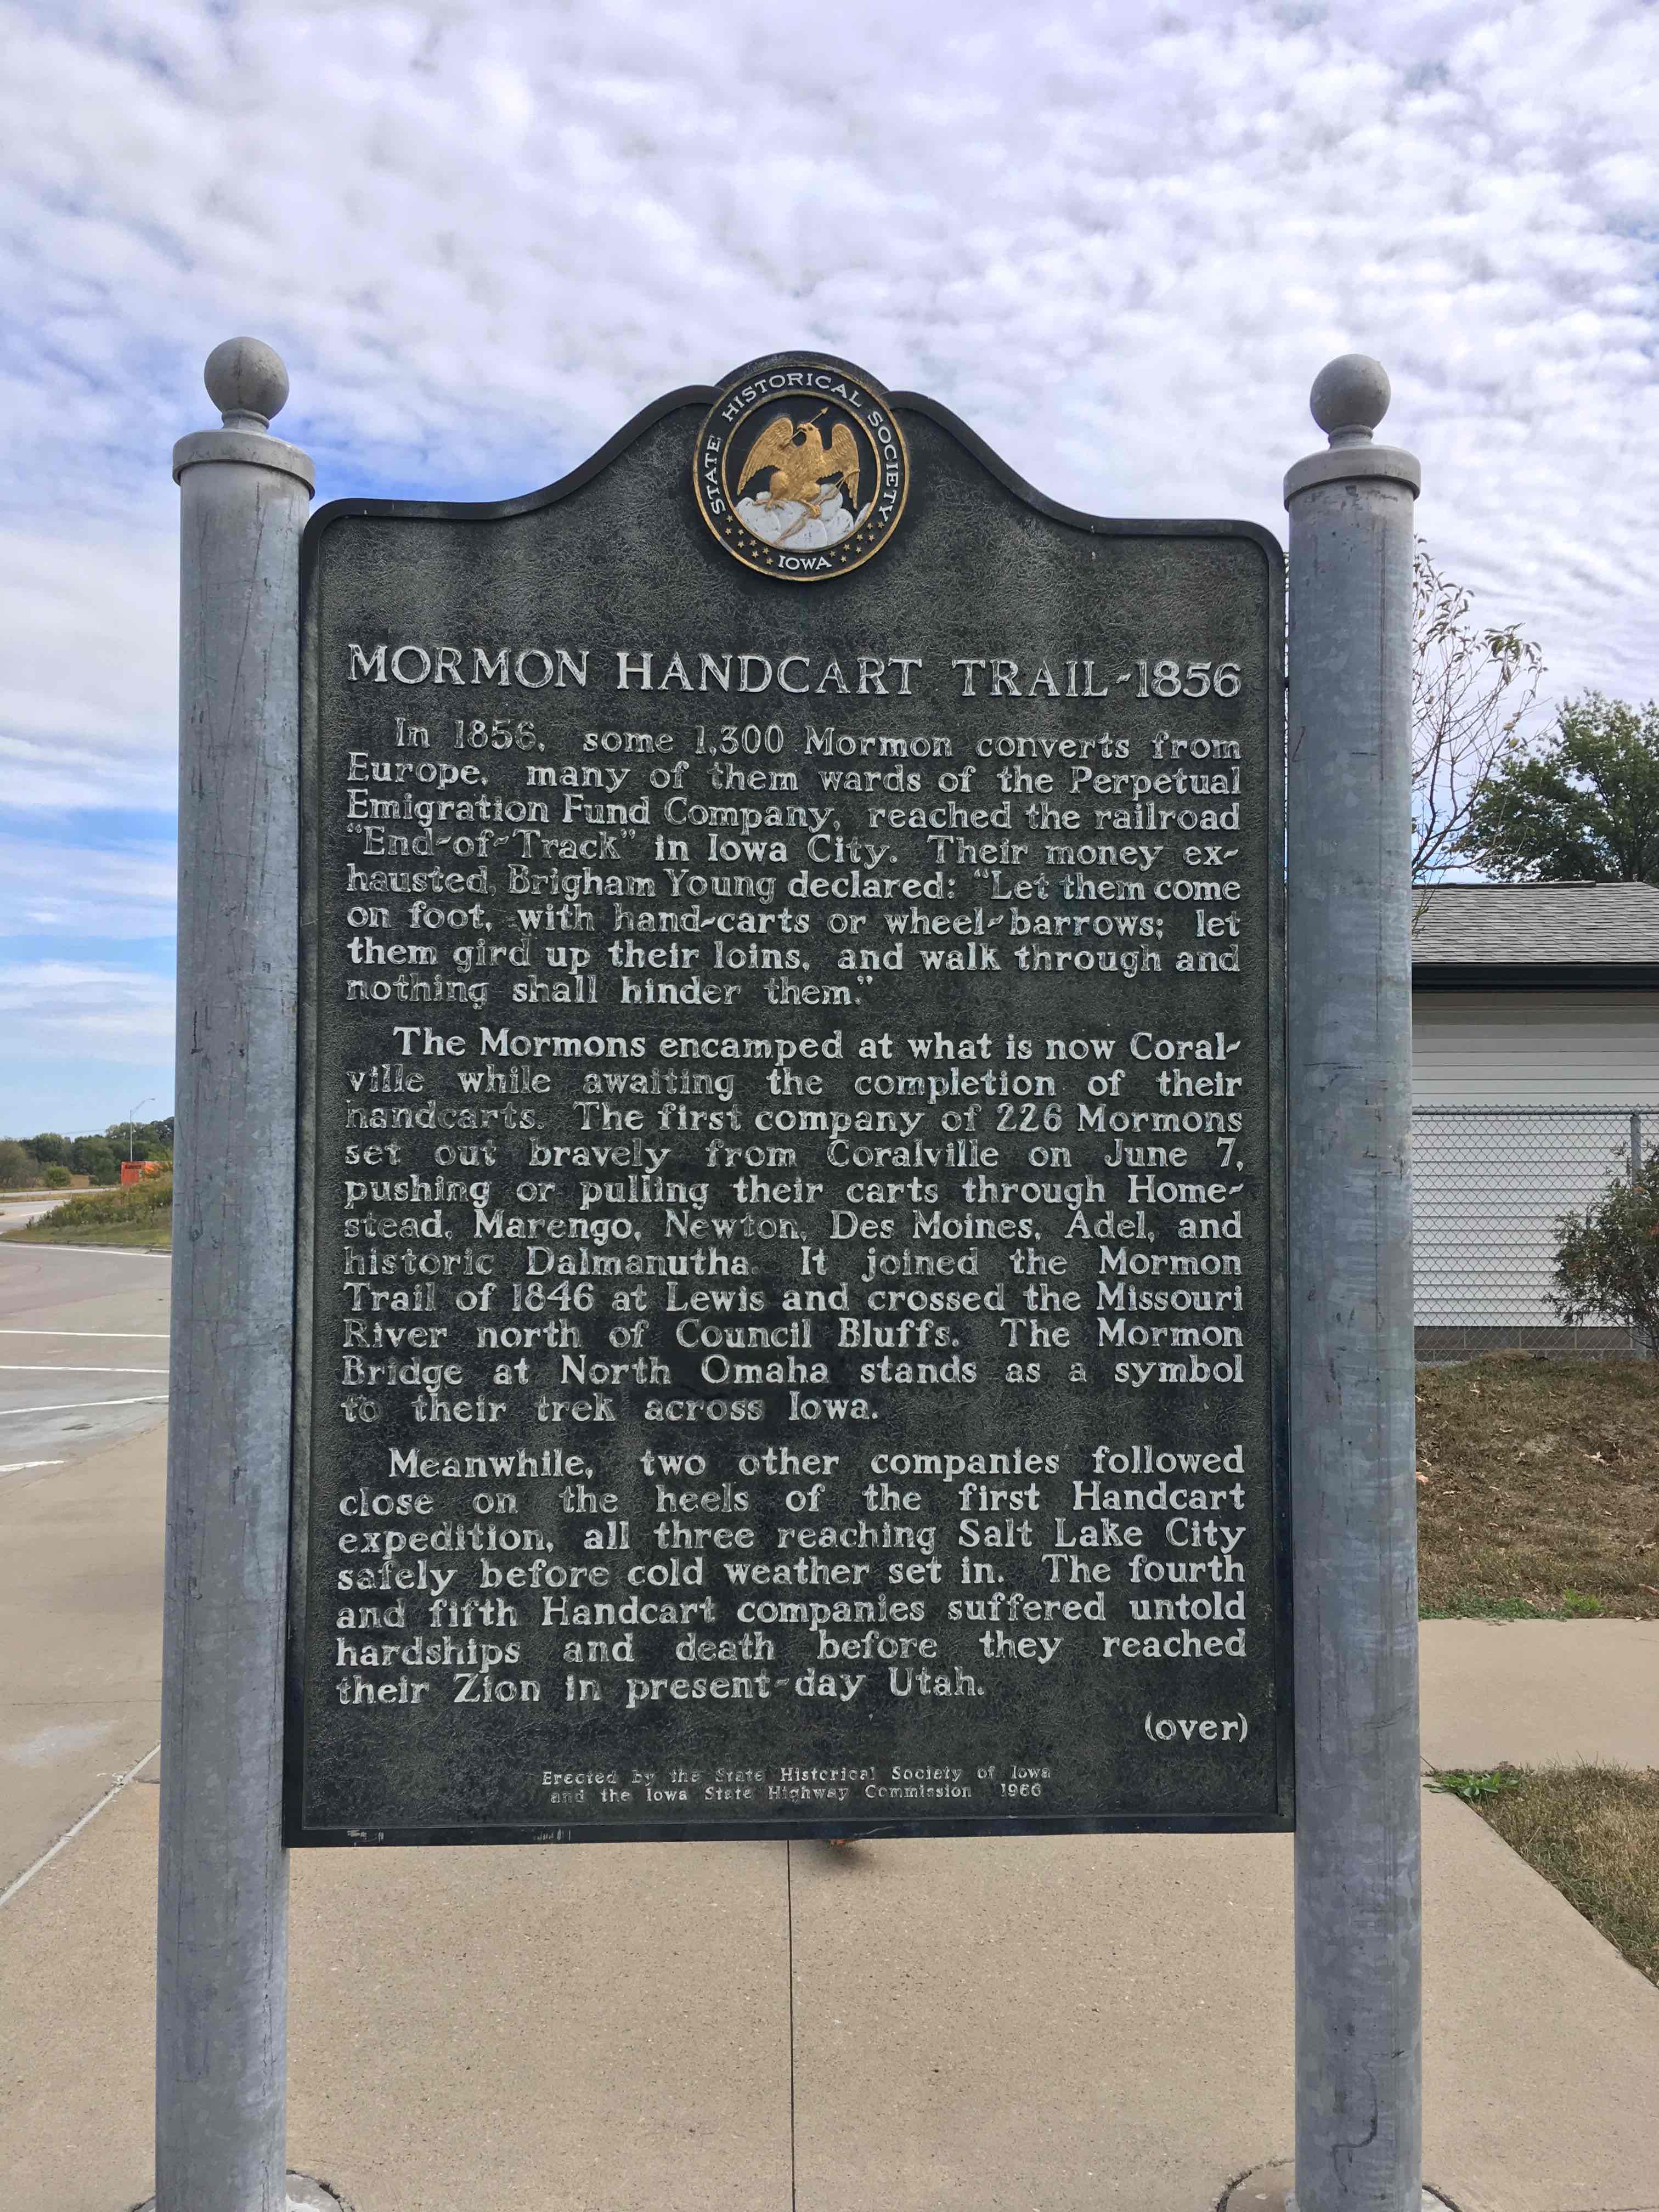 STATE HISTORICAL SOCIETY
IOWA
MORMON HANDCART TRAIL-1856
In 1856, some 1,300 Mormon converts from
Europe, many of them wards of the Perpetual
Emigration Fund Company, reached the railroad
"End-of-Track" in Iowa City. Their money ex-
hausted, Brigham Young declared: "Let them come
on foot, with hand-carts or wheel-barrows; let
them gird up their loins, and walk through and
nothing shall hinder them."
The Mormons encamped at what is now Coral-
ville while awaiting the completion of their
handcarts. The first company of 226 Mormons
set out bravely from Coralville on June 7,
pushing or pulling their carts through Home-
stead, Marengo, Newton, Des Moines, Adel, and
historic Dalmanutha. It joined the Mormon
Trail of 1846 at Lewis and crossed the Missouri
River north of Council Bluffs. The Mormon
Bridge at North Omaha stands as a symbol
to their trek across Iowa.
Meanwhile, two other companies followed
close on the heels of the first Handcart
expedition, all three reaching Salt Lake City
safely before cold weather set in. The fourth
and fifth Handcart companies suffered untold
hardships and death before they reached
their Zion in present-day Utah.
(over)
Erected by the State Historical Society of Iowa
and the Iowa State Highway Commission 1966